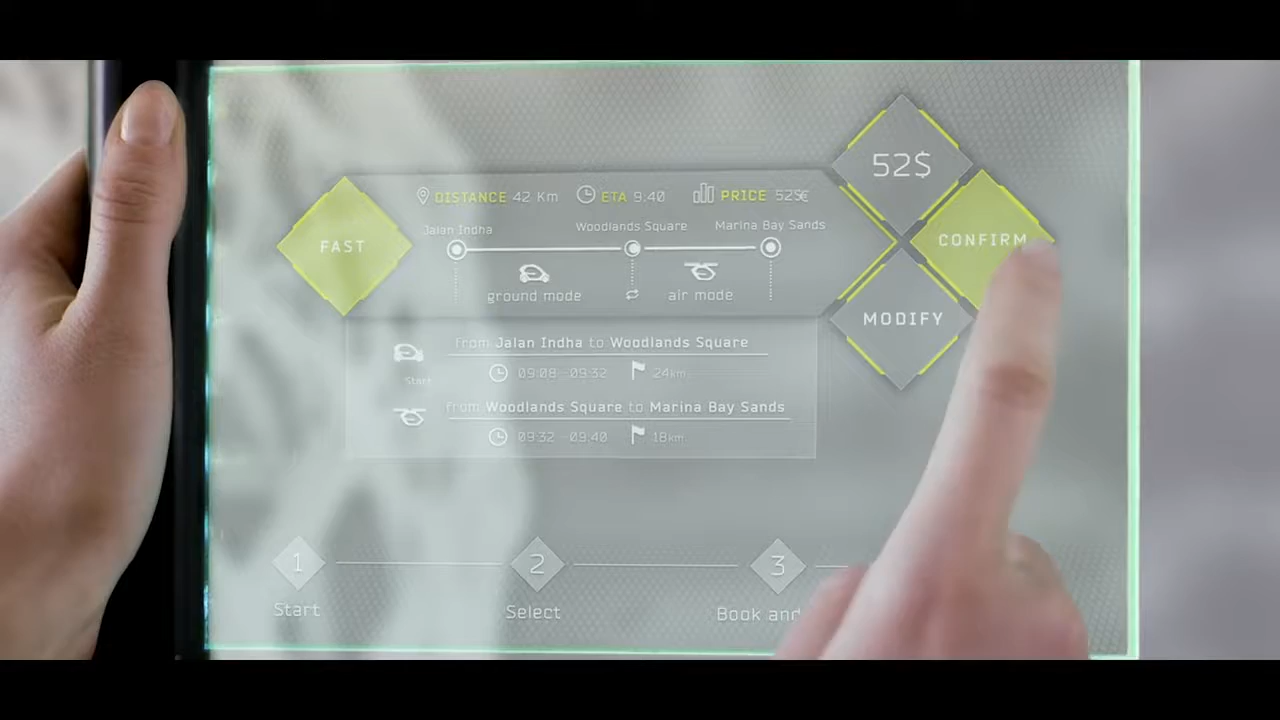 52$
DISTANCE 42 Km ETA 9:40 PRICE 52$€
Jalan Indha Woodlands Square Marina Bay Sands
FAST
CONFIRM
ground mode air mode
MODIFY
From Jalan Indha to Woodlands Square
Start 09:08 - 09:32 24km
From Woodlands Square to Marina Bay Sands
09:32 - 09:40 18km
1 2 3
Start Select Book and